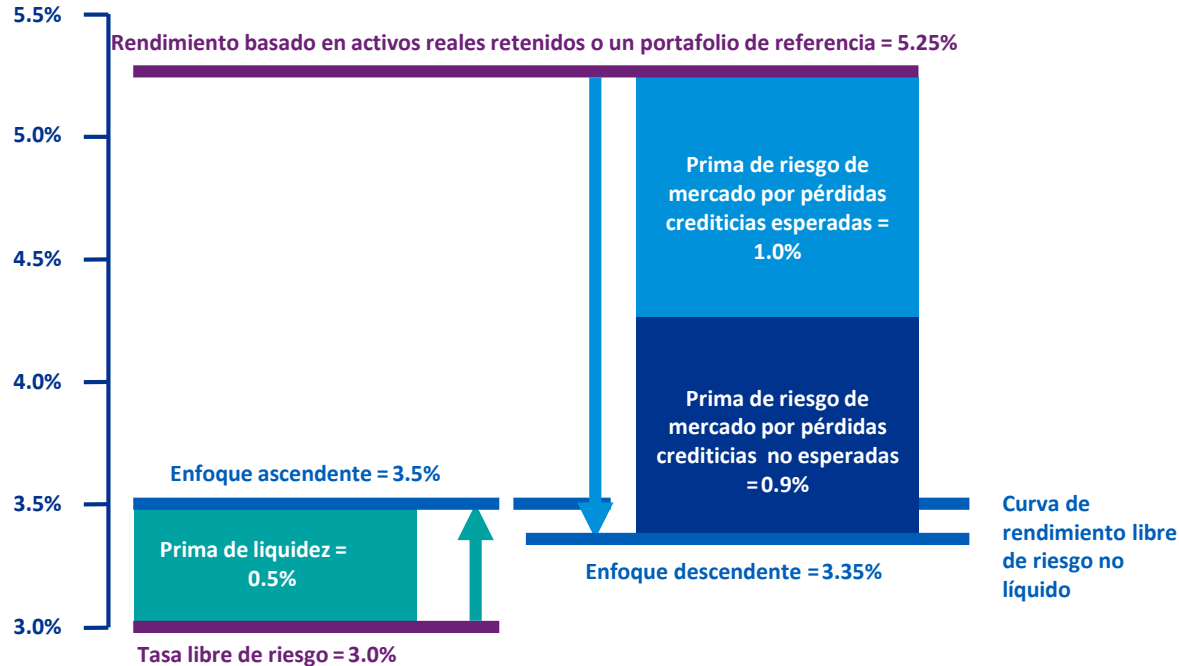 5.5%
Rendimiento basado en activos reales retenidos o un portafolio de referencia = 5.25%
5.0%
Prima de riesgo de
mercado por pérdidas
crediticias esperadas =
1.0%
4.5%
4.0%
Prima de riesgo de
mercado por pérdidas
crediticias no esperadas
=0.9%
Enfoque ascendente = 3.5%
3.5%
Curva de
rendimiento libre
de riesgo no
líquido
Prima de liquidez =
0.5%
Enfoque descendente = 3.35%
3.0%
Tasa libre de riesgo = 3.0%